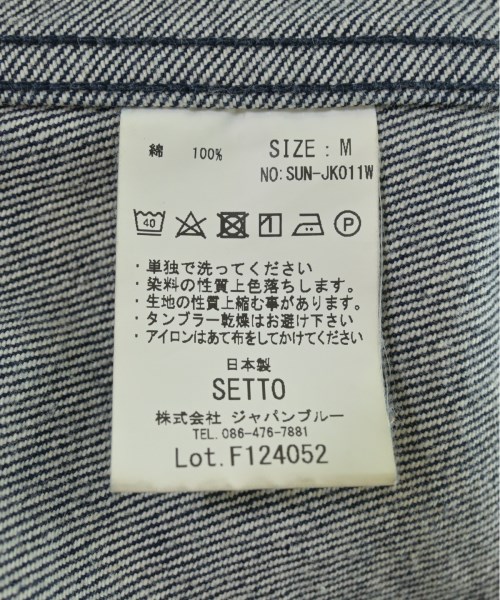 綿 100% SIZE : M
NO:SUN-JK011W
40 P
・単独で洗ってください
・染料の性質上色落ちします。
・生地の性質上縮む事があります。
・タンブラー乾燥はお避け下さい
・アイロンはあて布をしてかけてください
日本製
SETTO
株式会社 ジャパンブルー
TEL. 086-476-7881
Lot.F124052